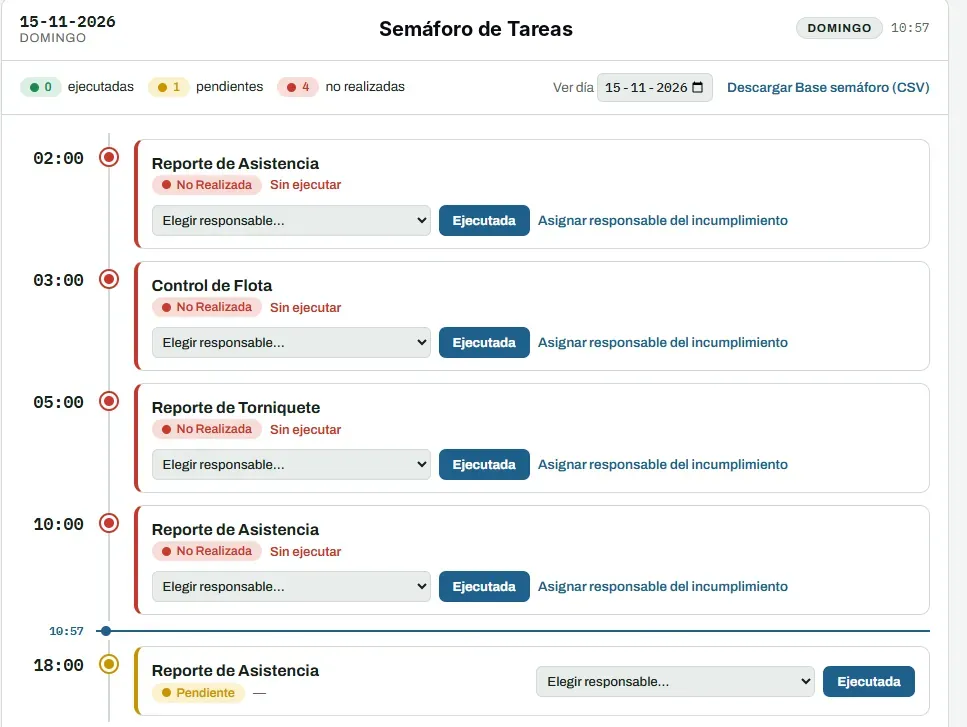 15-11-2026
DOMINGO
Semáforo de Tareas
DOMINGO 10:57
0 ejecutadas 1 pendientes 4 no realizadas
Ver día 15-11-2026 Descargar Base semáforo (CSV)
02:00
Reporte de Asistencia
No Realizada Sin ejecutar
Elegir responsable... Ejecutada Asignar responsable del incumplimiento
03:00
Control de Flota
No Realizada Sin ejecutar
Elegir responsable... Ejecutada Asignar responsable del incumplimiento
05:00
Reporte de Torniquete
No Realizada Sin ejecutar
Elegir responsable... Ejecutada Asignar responsable del incumplimiento
10:00
Reporte de Asistencia
No Realizada Sin ejecutar
Elegir responsable... Ejecutada Asignar responsable del incumplimiento
10:57
18:00
Reporte de Asistencia
Pendiente —
Elegir responsable... Ejecutada